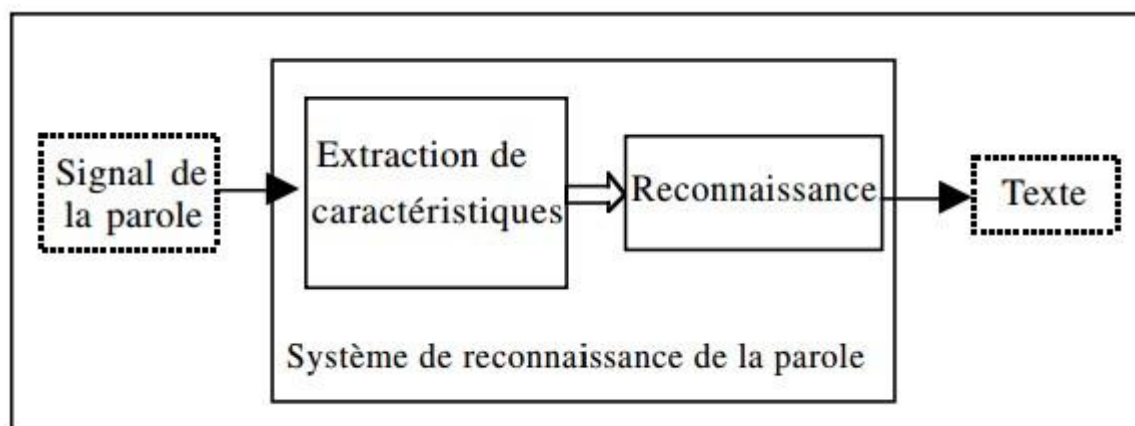 Signal de
la parole
Extraction de
caractéristiques
Reconnaissance
Texte
Système de reconnaissance de la parole